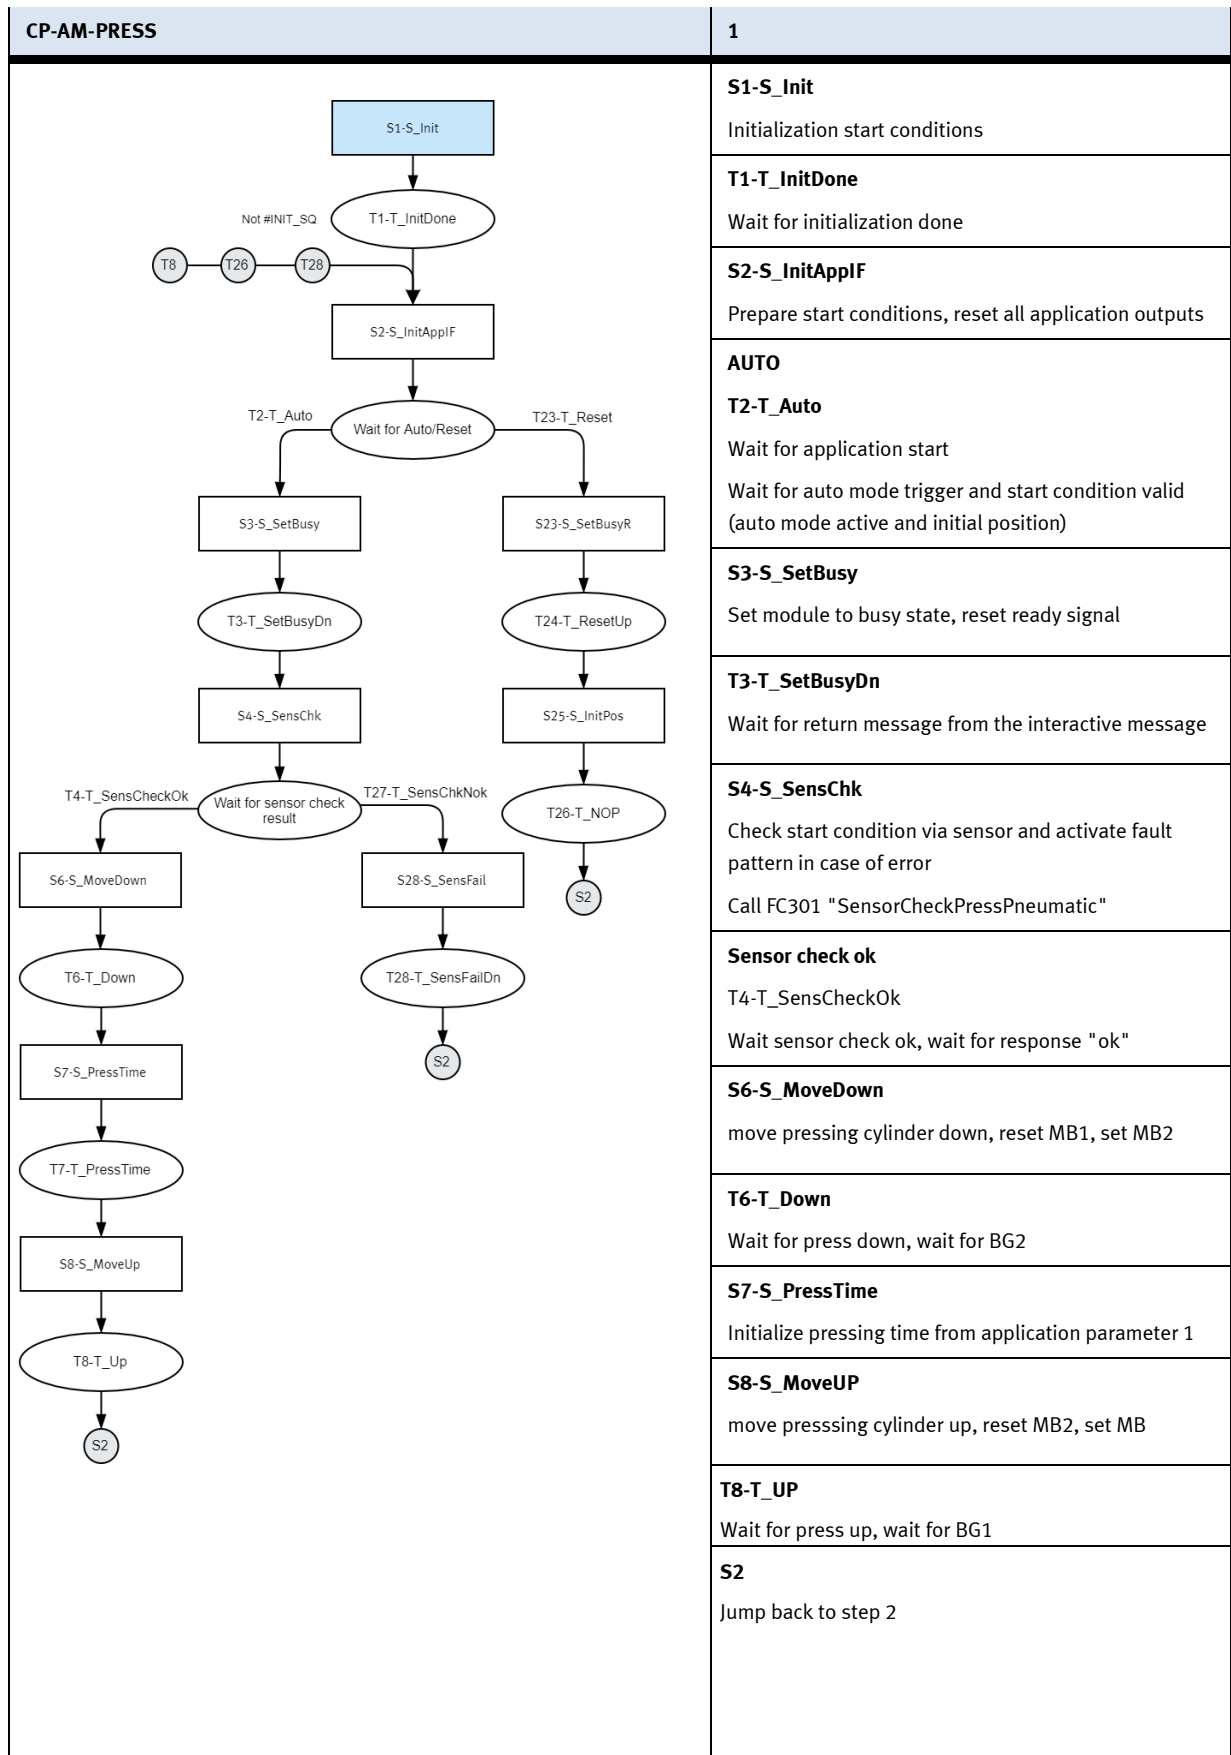 CP-AM-PRESS
1
S1-S_Init
T1-T_InitDone
Not #INIT_SQ
T8
T26
T28
S2-S_InitAppIF
T2-T_Auto
Wait for Auto/Reset
T23-T_Reset
S3-S_SetBusy
S23-S_SetBusyR
T3-T_SetBusyDn
T24-T_ResetUp
S4-S_SensChk
S25-S_InitPos
T4-T_SensCheckOk
Wait for sensor check
result
T27-T_SensChkNok
T26-T_NOP
S6-S_MoveDown
S28-S_SensFail
S2
T6-T_Down
T28-T_SensFailDn
S7-S_PressTime
S2
T7-T_PressTime
S8-S_MoveUp
T8-T_Up
S2
S1-S_Init
Initialization start conditions
T1-T_InitDone
Wait for initialization done
S2-S_InitAppIF
Prepare start conditions, reset all application outputs
AUTO
T2-T_Auto
Wait for application start
Wait for auto mode trigger and start condition valid
(auto mode active and initial position)
S3-S_SetBusy
Set module to busy state, reset ready signal
T3-T_SetBusyDn
Wait for return message from the interactive message
S4-S_SensChk
Check start condition via sensor and activate fault
pattern in case of error
Call FC301 "SensorCheckPressPneumatic"
Sensor check ok
T4-T_SensCheckOk
Wait sensor check ok, wait for response "ok"
S6-S_MoveDown
move pressing cylinder down, reset MB1, set MB2
T6-T_Down
Wait for press down, wait for BG2
S7-S_PressTime
Initialize pressing time from application parameter 1
S8-S_MoveUP
move presssing cylinder up, reset MB2, set MB
T8-T_UP
Wait for press up, wait for BG1
S2
Jump back to step 2